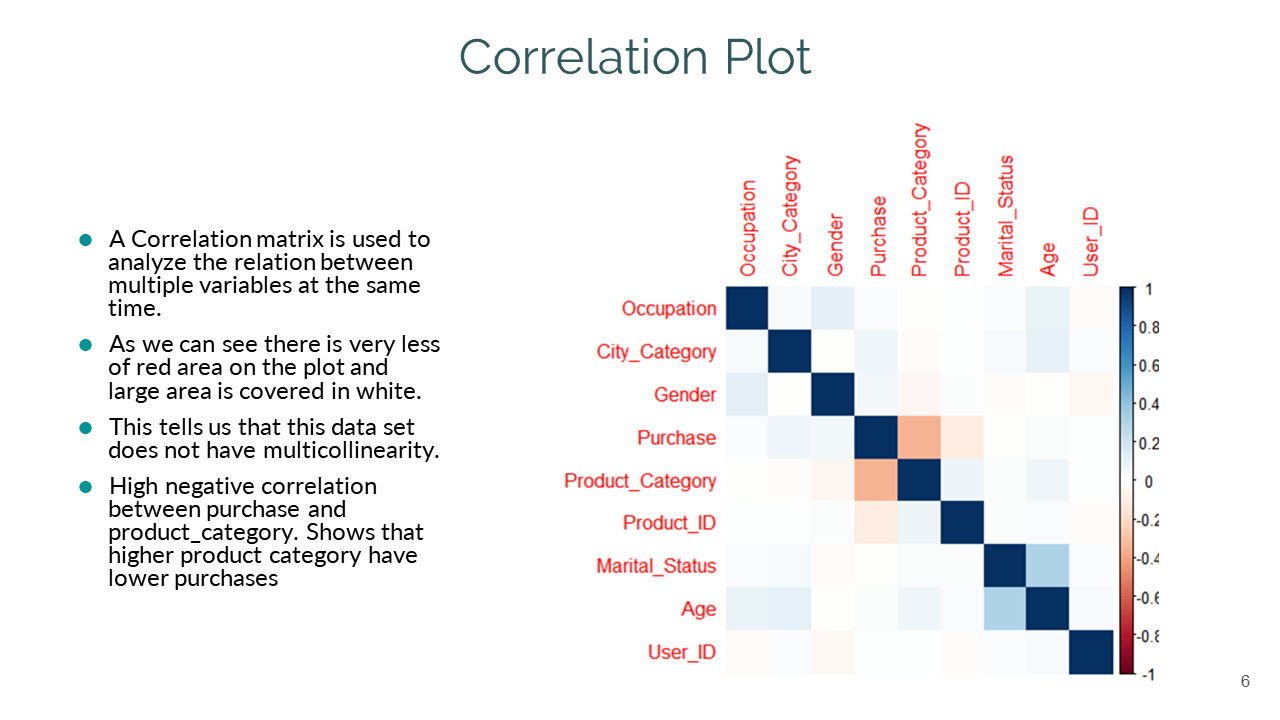 Correlation Plot
A Correlation matrix is used to
analyze the relation between
multiple variables at the same
time.
As we can see there is very less
of red area on the plot and
large area is covered in white.
This tells us that this data set
does not have multicollinearity.
High negative correlation
between purchase and
product_category. Shows that
higher product category have
lower purchases
Occupation
City_Category
Gender
Purchase
Product_Category
Product_ID
Marital_Status
Age
User_ID
Occupation
City_Category
Gender
Purchase
Product_Category
Product_ID
Marital_Status
Age
User_ID
1
0.8
0.6
0.4
0.2
0
-0.2
-0.4
-0.6
-0.8
-1
6